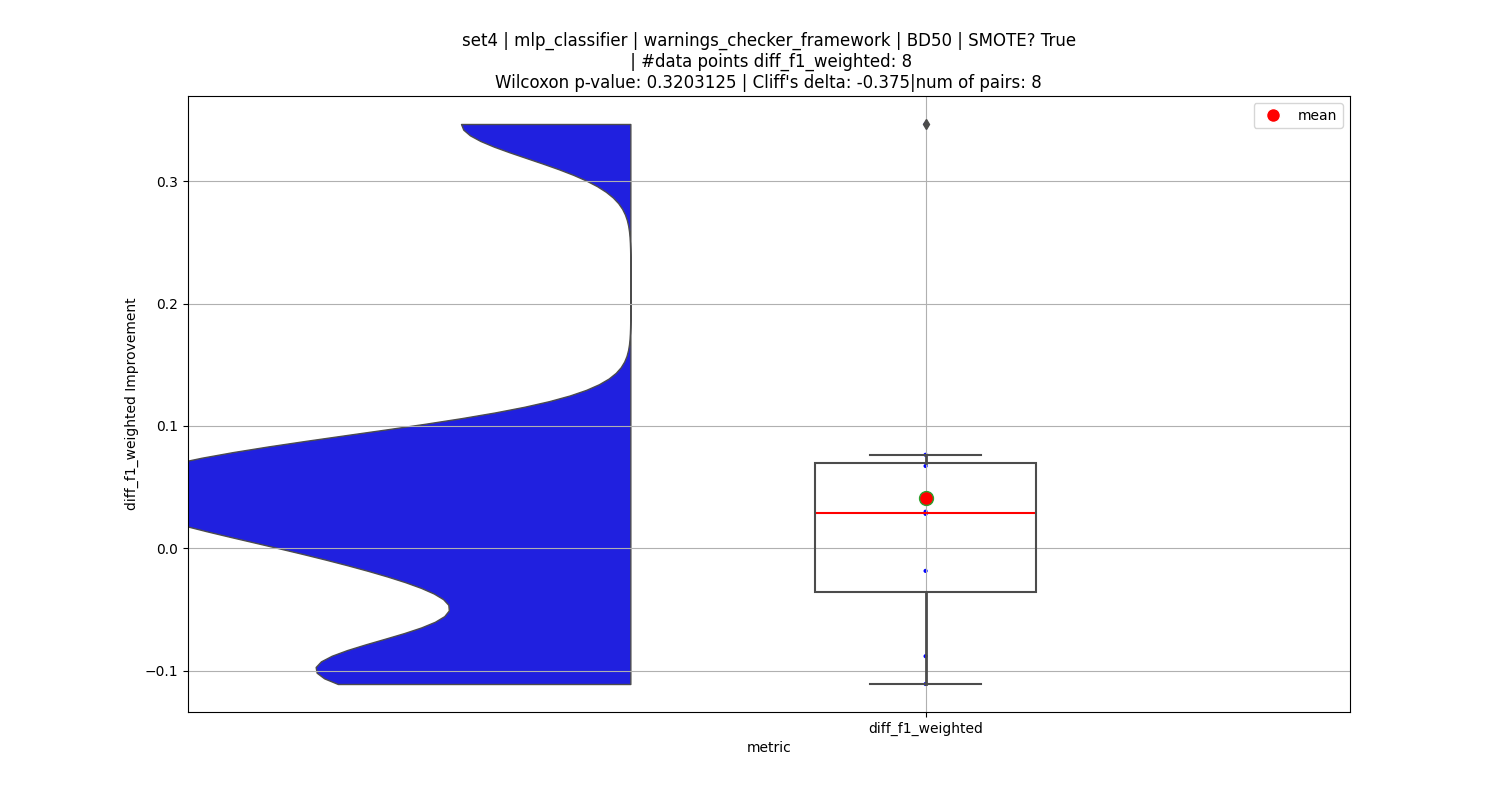 set4 | mlp_classifier | warnings_checker_framework | BD50 | SMOTE? True
| #data points diff_f1_weighted: 8
Wilcoxon p-value: 0.3203125 | Cliff's delta: -0.375|num of pairs: 8
mean
0.3
0.2
0.1
0.0
−0.1
diff_f1_weighted Improvement
diff_f1_weighted
metric